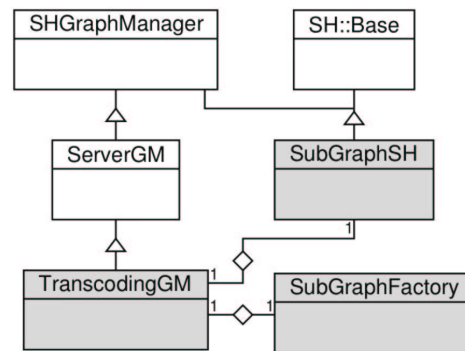 SHGraphManager
SH::Base
ServerGM
SubGraphSH
1
TranscodingGM
1
1
SubGraphFactory
1